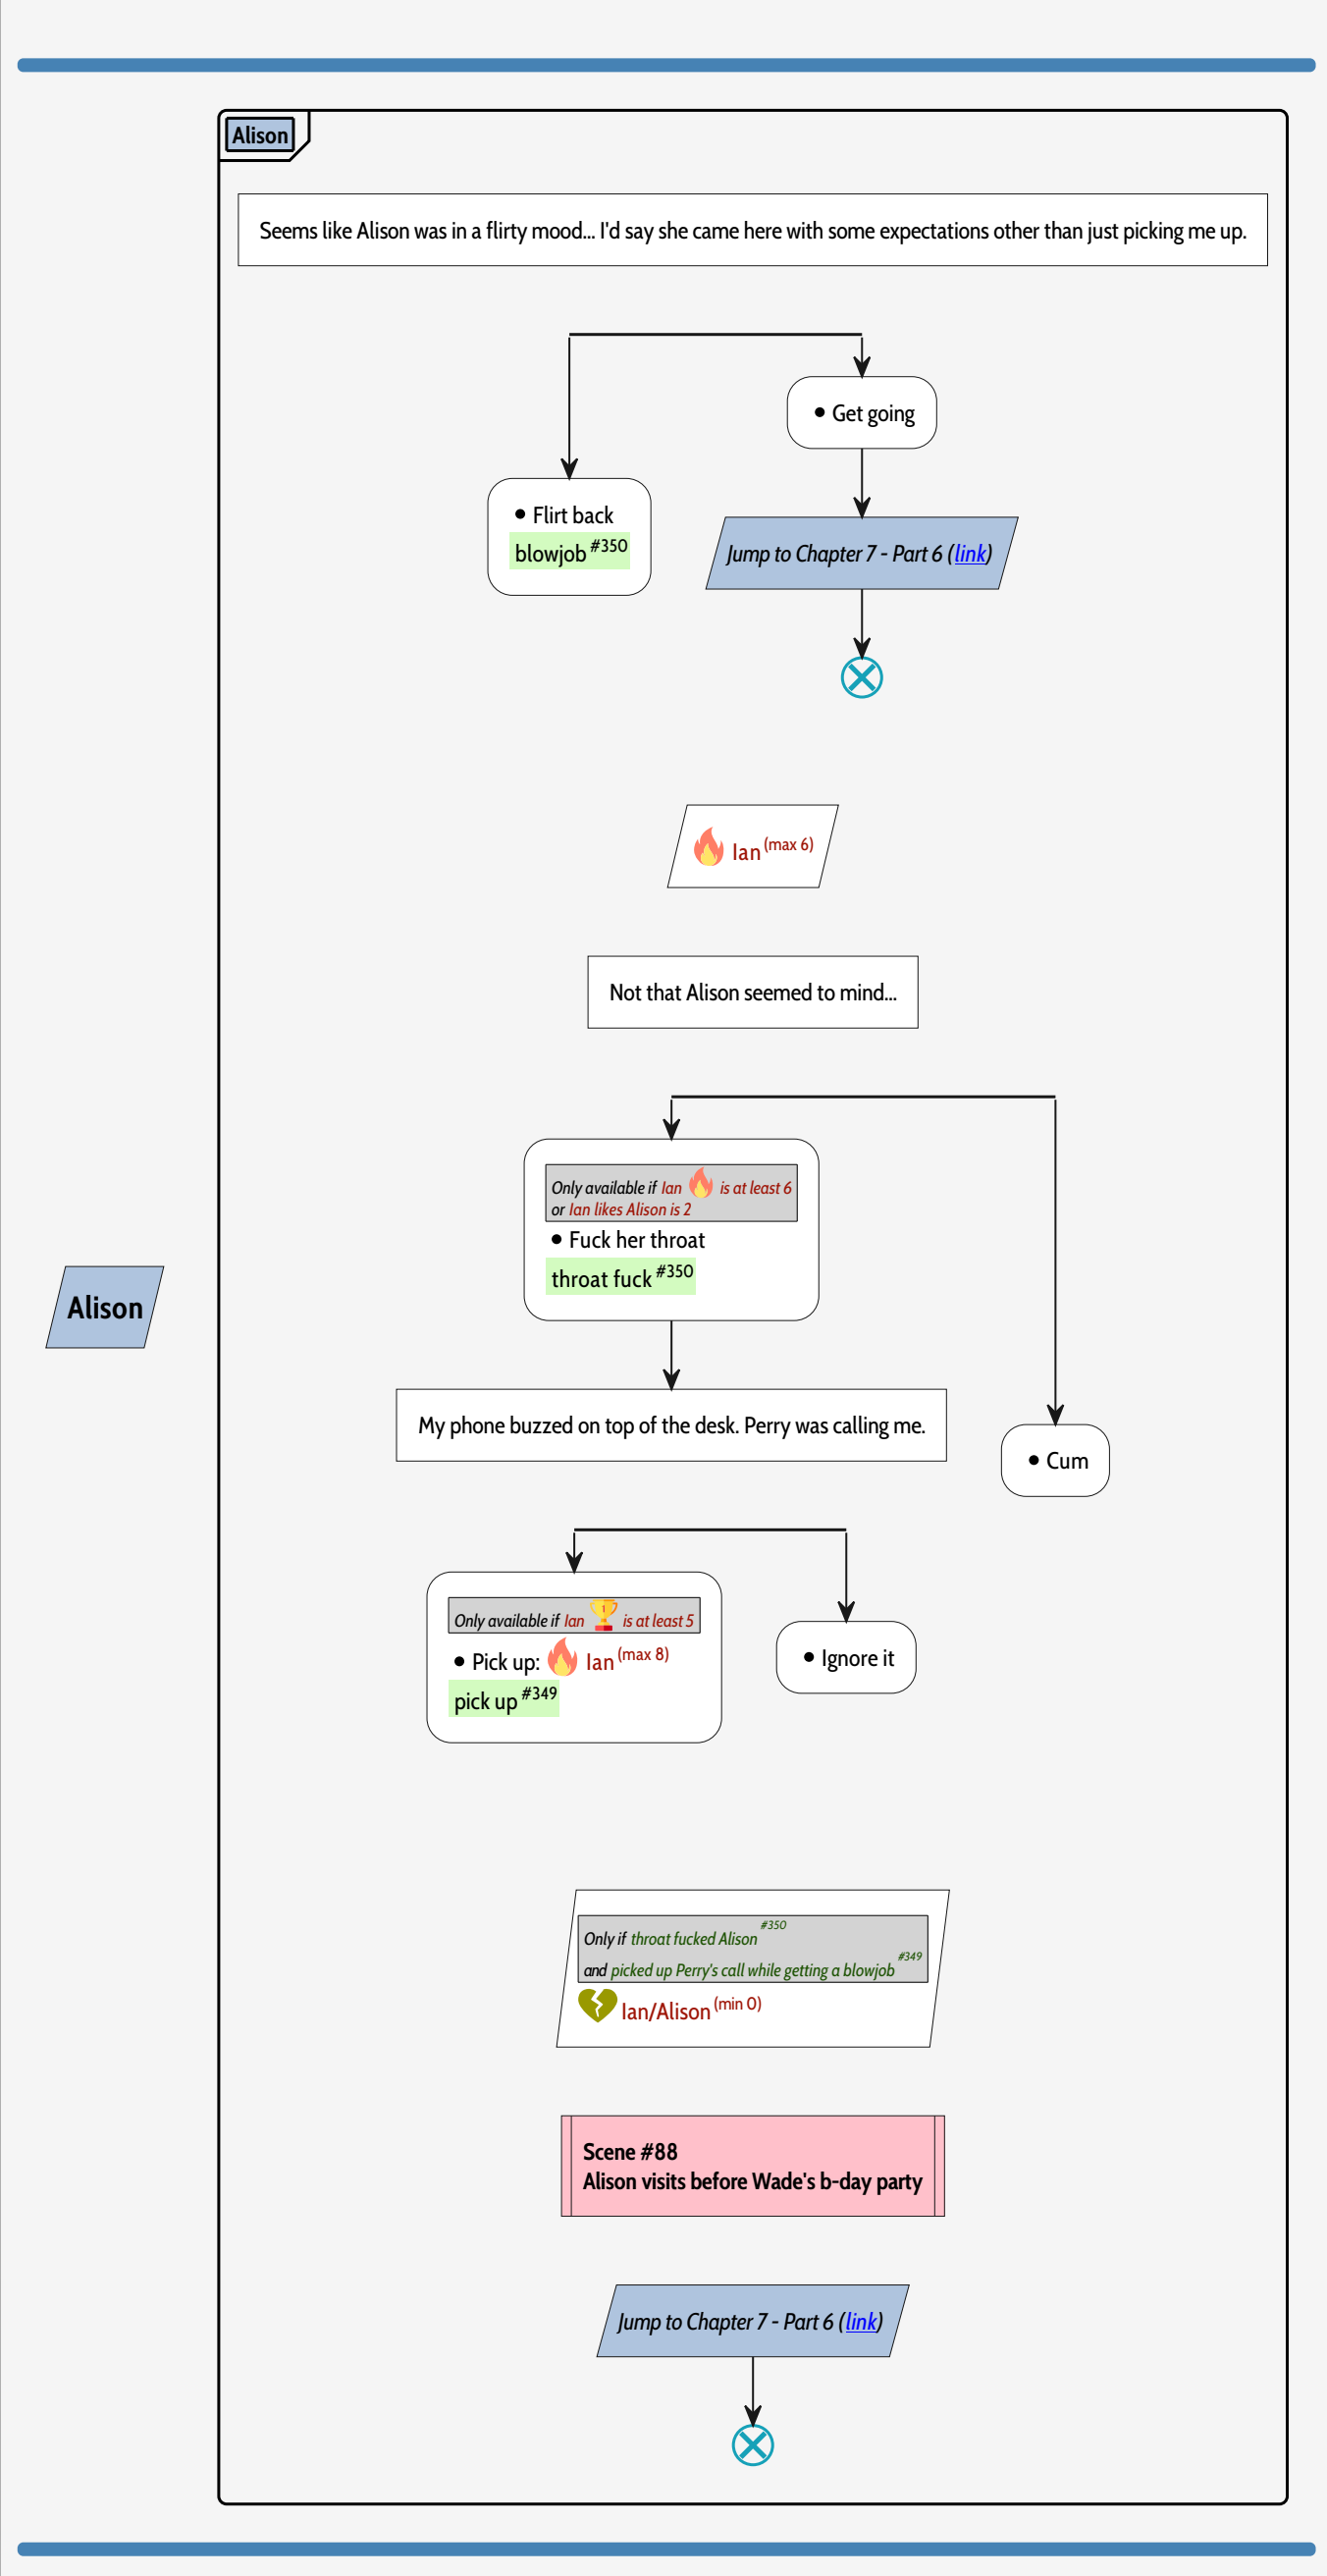 Alison
Seems like Alison was in a flirty mood... I'd say she came here with some expectations other than just picking me up.
• Get going
• Flirt back
blowjob #350
Jump to Chapter 7 - Part 6 (link)
Ian (max 6)
Not that Alison seemed to mind...
Only available if Ian is at least 6
or Ian likes Alison is 2
• Fuck her throat
throat fuck #350
Alison
My phone buzzed on top of the desk. Perry was calling me.
• Cum
Only available if Ian 1 is at least 5
• Pick up: Ian (max 8)
pick up #349
• Ignore it
Only if throat fucked Alison #350
and picked up Perry's call while getting a blowjob #349
Ian/Alison (min 0)
Scene #88
Alison visits before Wade's b-day party
Jump to Chapter 7 - Part 6 (link)